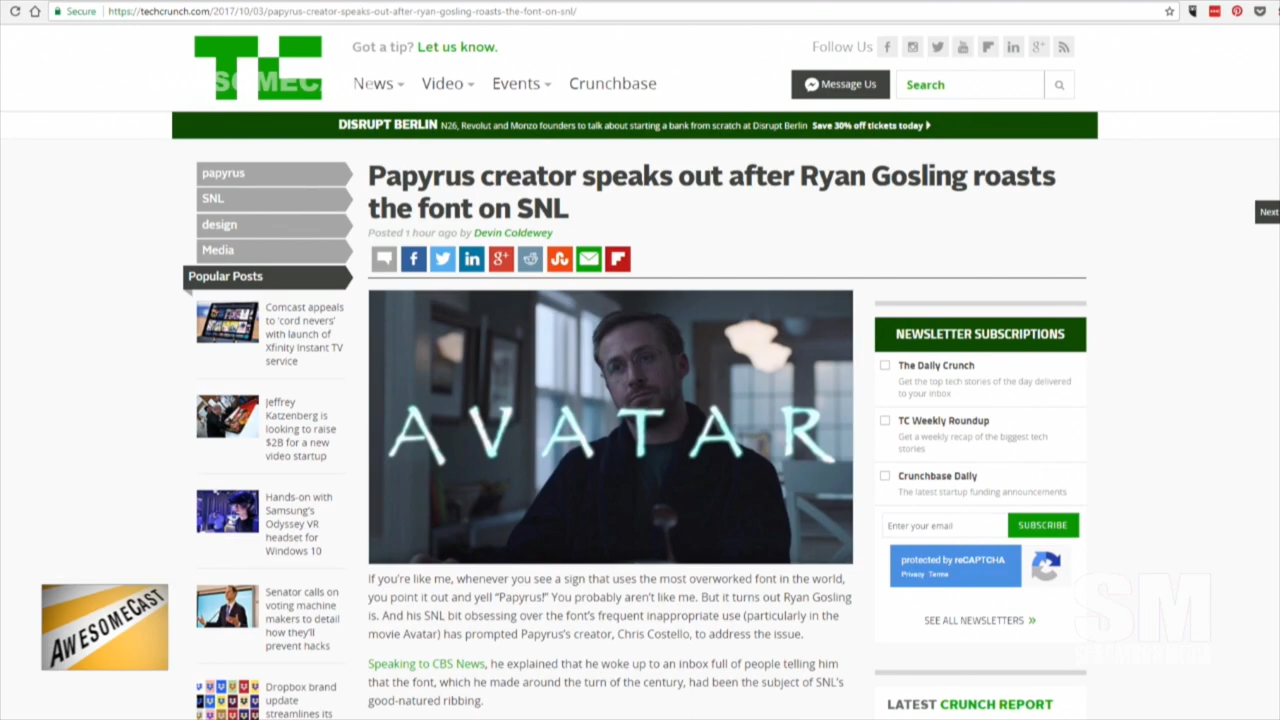 Secure
https://techcrunch.com/2017/10/03/papyrus-creator-speaks-out-after-ryan-gosling-roasts-the-font-on-snl/
Got a tip? Let us know.
Follow Us
News
Video
Events
Crunchbase
Message Us
Search
DISRUPT BERLIN N26, Revolut and Monzo founders to talk about starting a bank from scratch at Disrupt Berlin Save 30% off tickets today
papyrus
SNL
design
Media
Popular Posts
Comcast appeals
to 'cord nevers'
with launch of
Xfinity Instant TV
service
Jeffrey
Katzenberg is
looking to raise
$2B for a new
video startup
Hands-on with
Samsung's
Odyssey VR
headset for
Windows 10
Senator calls on
voting machine
makers to detail
how they'll
prevent hacks
Dropbox brand
update
streamlines its
AWESOMECAST
Papyrus creator speaks out after Ryan Gosling roasts
the font on SNL
Posted 1 hour ago by Devin Coldewey
AVATAR
If you're like me, whenever you see a sign that uses the most overworked font in the world,
you point it out and yell "Papyrus!" You probably aren't like me. But it turns out Ryan Gosling
is. And his SNL bit obsessing over the font's frequent inappropriate use (particularly in the
movie Avatar) has prompted Papyrus's creator, Chris Costello, to address the issue.
Speaking to CBS News, he explained that he woke up to an inbox full of people telling him
that the font, which he made around the turn of the century, had been the subject of SNL's
good-natured ribbing.
Next
NEWSLETTER SUBSCRIPTIONS
The Daily Crunch
Get the top tech stories of the day delivered
to your inbox
TC Weekly Roundup
Get a weekly recap of the biggest tech
stories
Crunchbase Daily
The latest startup funding announcements
Enter your email
SUBSCRIBE
protected by reCAPTCHA
Privacy Terms
SEE ALL NEWSLETTERS »
LATEST CRUNCH REPORT
SM